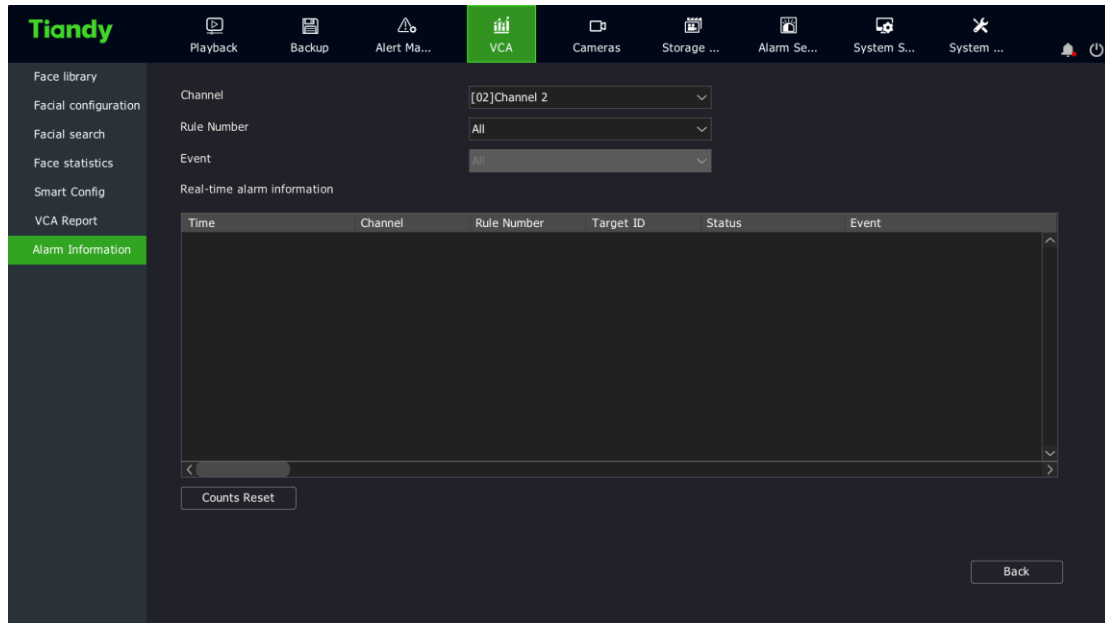 Tiandy
Playback Backup Alert Ma... VCA Cameras Storage ... Alarm Se... System S... System ...
Face library
Facial configuration
Facial search
Face statistics
Smart Config
VCA Report
Alarm Information
Channel [02]Channel 2
Rule Number All
Event All
Real-time alarm information
Time Channel Rule Number Target ID Status Event
Counts Reset
Back